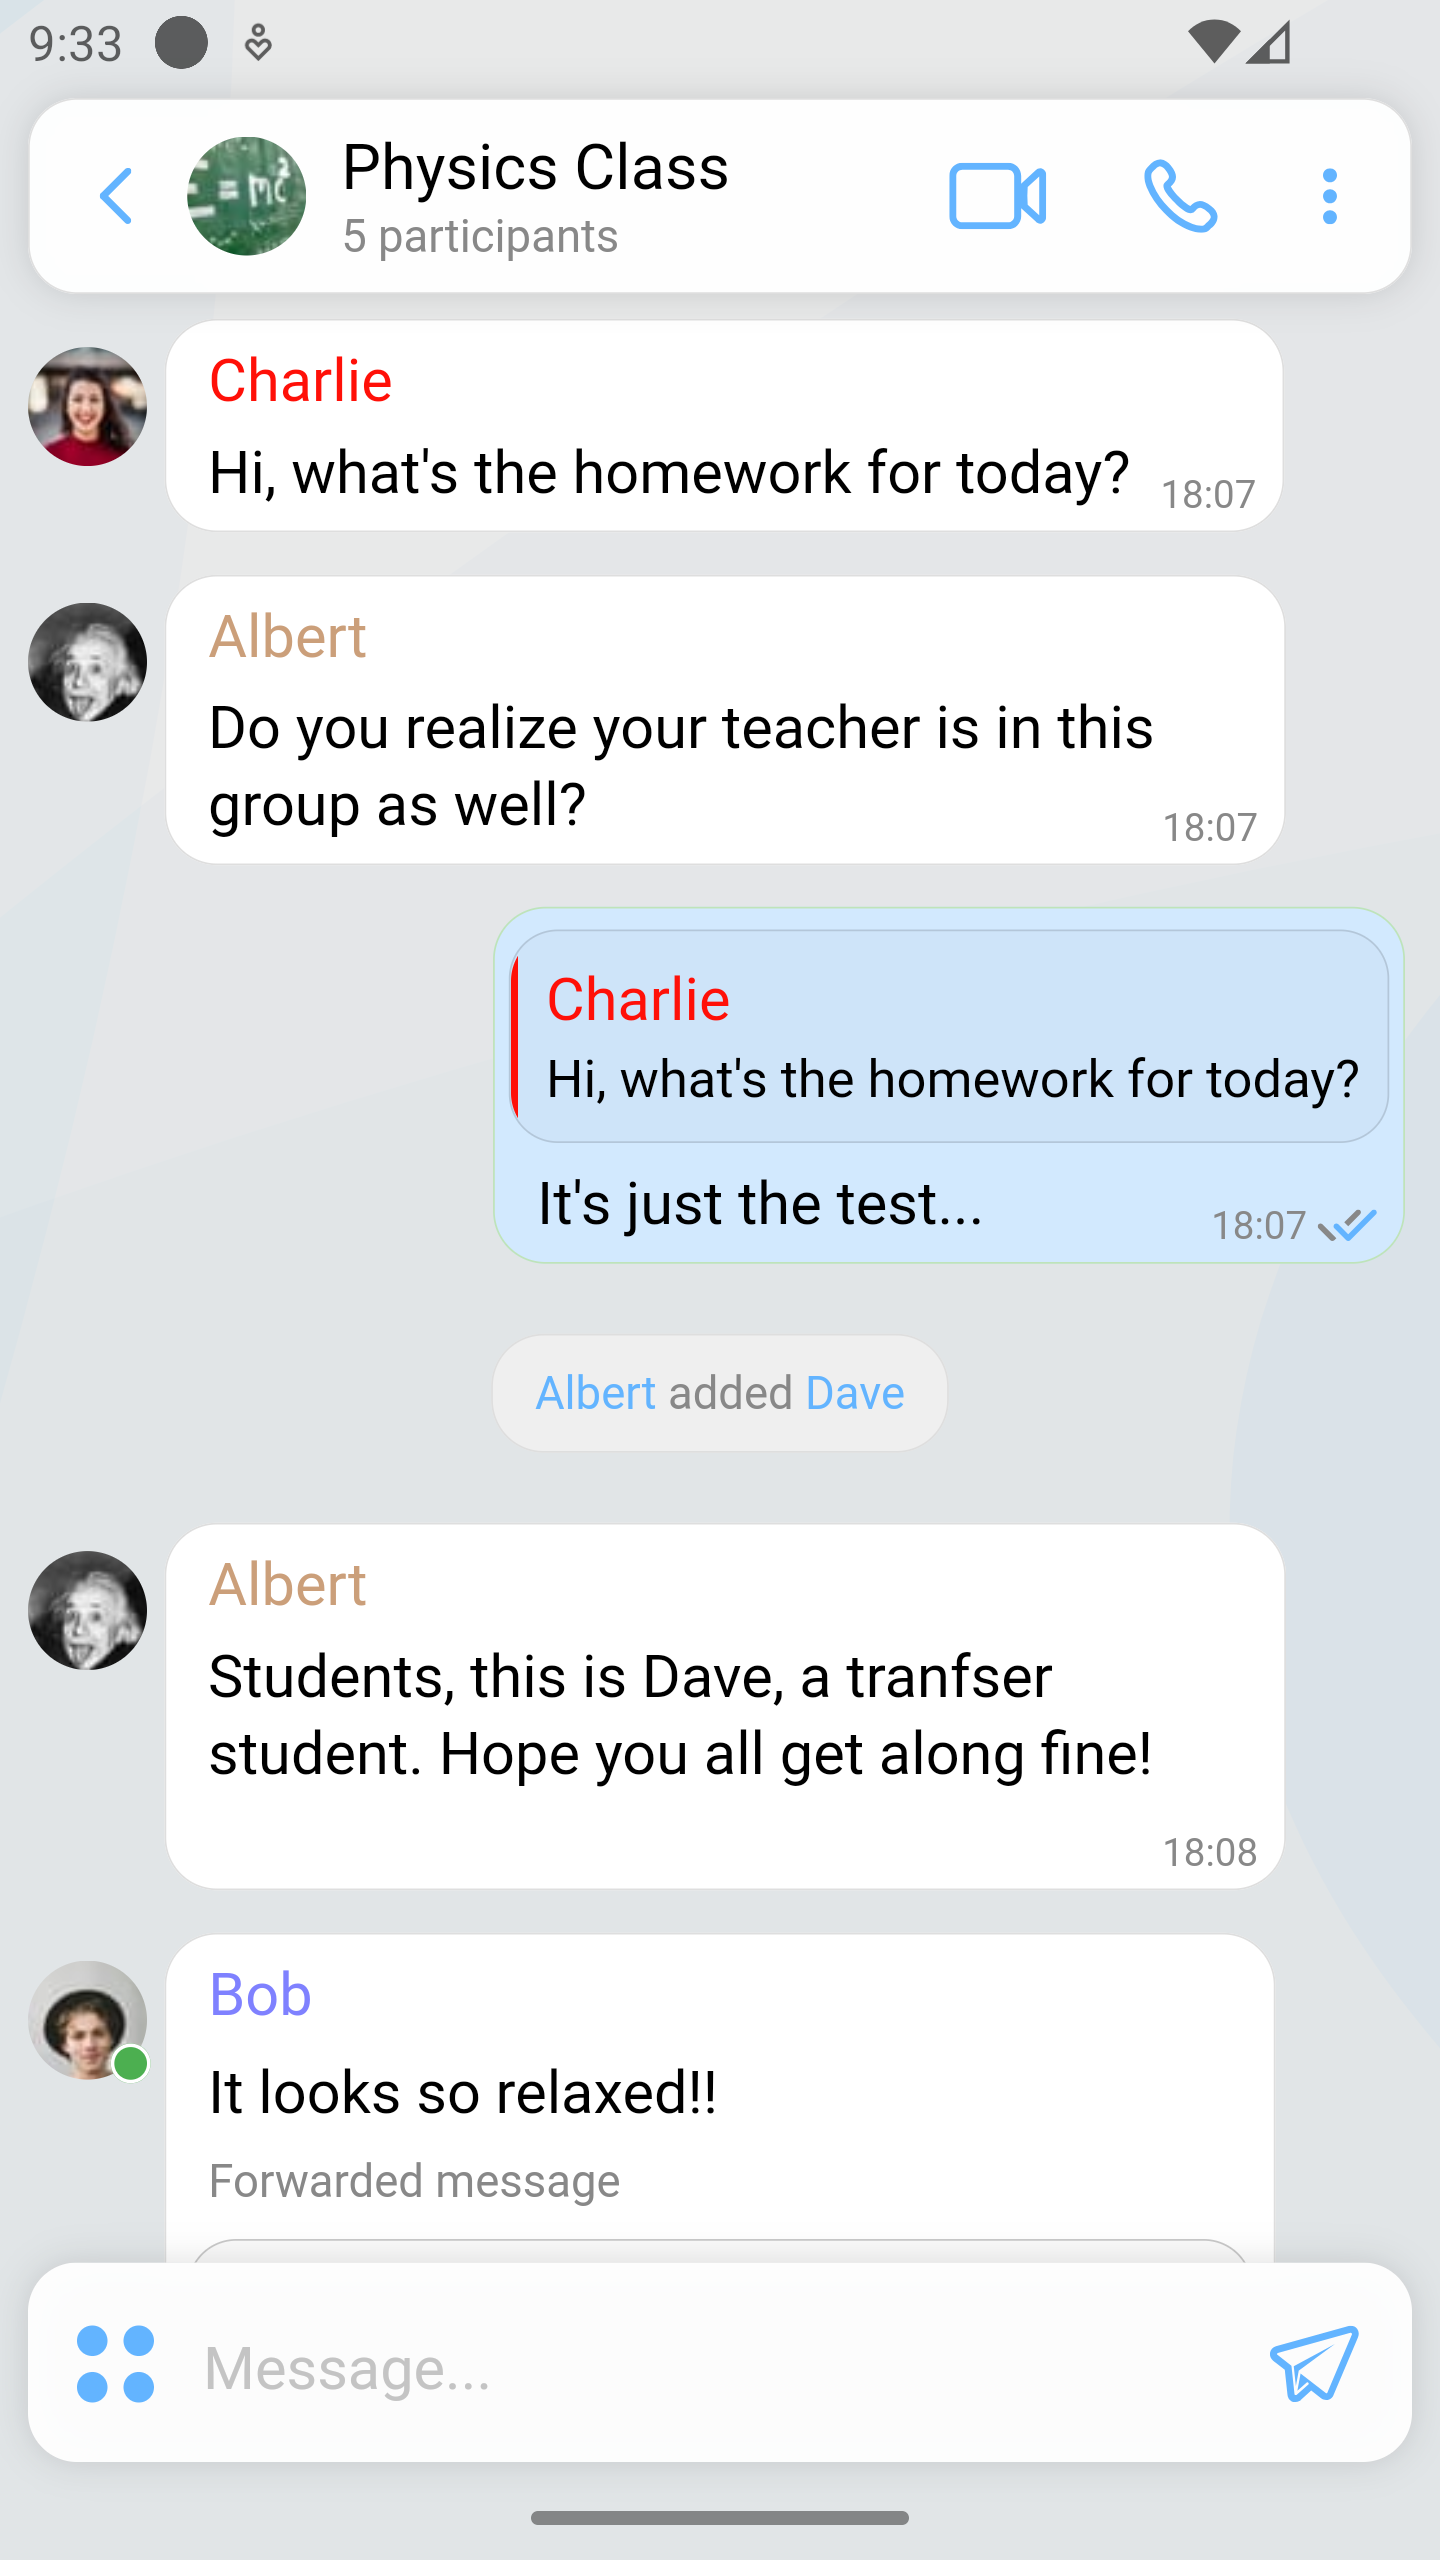 9:33
Physics Class
5 participants
Charlie
Hi, what's the homework for today?
18:07
Albert
Do you realize your teacher is in this
group as well?
18:07
Charlie
Hi, what's the homework for today?
It's just the test...
18:07
Albert added Dave
Albert
Students, this is Dave, a tranfser
student. Hope you all get along fine!
18:08
Bob
It looks so relaxed!!
Forwarded message
Message...